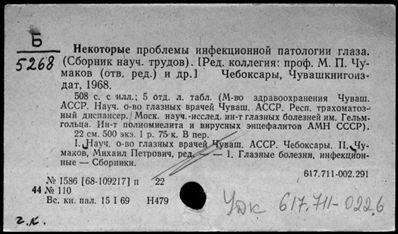 Б
5268
Некоторые проблемы инфекционной патологии глаза.
(Сборник науч. трудов). [Ред. коллегия: проф. М. П. Чу-
маков (отв. ред.) и др.] Чебоксары, Чувашкнигоиз-
дат, 1968.
508 с. с илл.; 5 отд. л. табл. (М-во здравоохранения Чуваш.
АССР. Науч. о-во глазных врачей Чуваш. АССР. Респ. трахоматоз-
ный диспансер. / Моск. науч.-исслед. ин-т глазных болезней им. Гельм-
гольца. Ин-т полиомиелита и вирусных энцефалитов АМН СССР).
22 см. 500 экз. 1 р. 75 к. В пер.
I. Науч. о-во глазных врачей Чуваш. АССР. Чебоксары. II. Чу-
маков, Михаил Петрович, ред. — 1. Глазные болезни, инфекцион-
ные — Сборники.
617.711-002.291
№ 1586 [68-109217] п 22
44 № 110
Вс. кн. пал. 15 I 69 Н479
г.к.
Удк 617.711-022.6